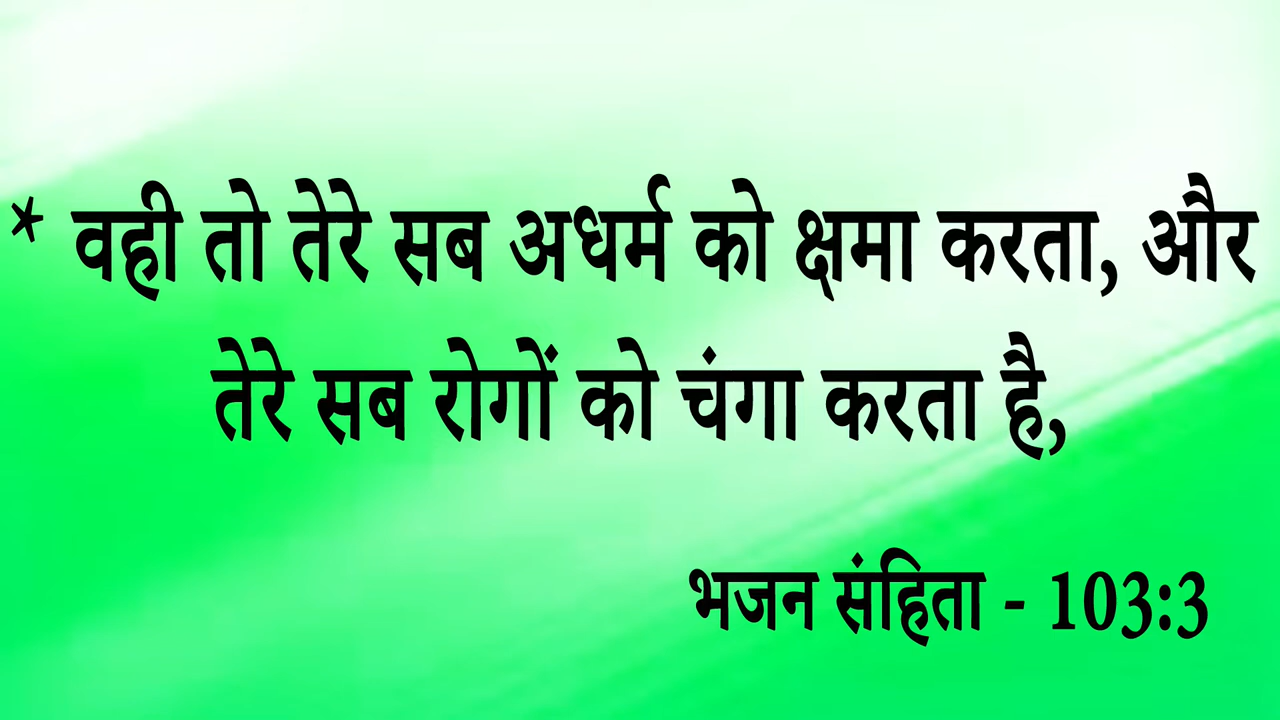 * वही तो तेरे सब अधर्म को क्षमा करता, और
तेरे सब रोगों को चंगा करता है,
भजन संहिता - 103:3